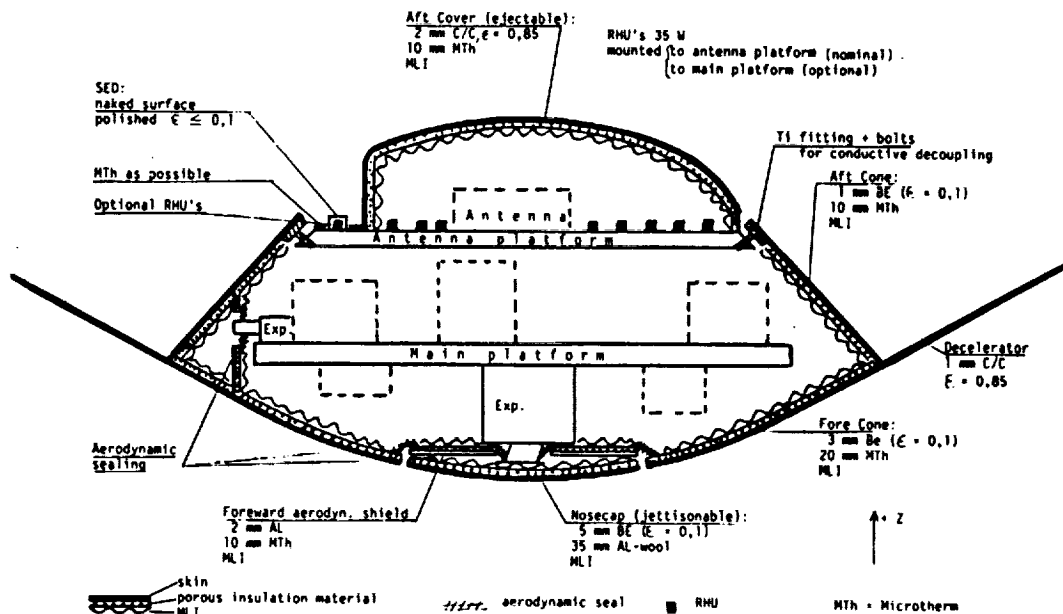 Aft Cover (ejectable):
2 mm C/C, ε = 0,85
10 mm MTh
MLI
RHU's 35 W
mounted { to antenna platform (nominal)
to main platform (optional)
SED:
naked surface
polished ε ≤ 0,1
MTh as possible
Optional RHU's
Ti fitting + bolts
for conductive decoupling
Aft Cone:
1 mm BE (ε = 0,1)
10 mm MTh
MLI
Antenna
Antenna platform
Exp.
Main platform
Exp.
Decelerator
1 mm C/C
ε = 0,85
Fore Cone:
3 mm Be (ε = 0,1)
20 mm MTh
MLI
Aerodynamic
sealing
Foreward aerodyn. shield
2 mm AL
10 mm MTh
MLI
Nosecap (jettisonable):
5 mm BE (ε = 0,1)
35 mm AL-wool
MLI
+ Z
skin
porous insulation material
MLI
aerodynamic seal
RHU
MTh = Microtherm